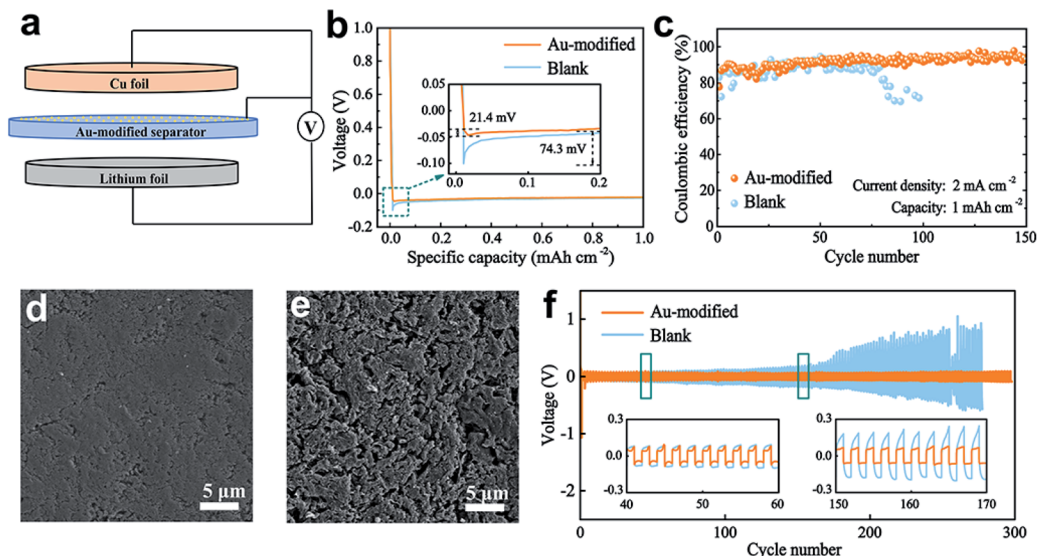 a
Cu foil
Au-modified separator
Lithium foil
V
b
Voltage (V)
1.0
0.8
0.6
0.4
0.2
0.0
-0.2
Au-modified
Blank
0.00
-0.05
-0.10
21.4 mV
74.3 mV
0.0 0.1 0.2
0.0 0.2 0.4 0.6 0.8 1.0
Specific capacity (mAh cm-2)
c
Coulombic efficiency (%)
100
80
60
40
20
0
Au-modified
Blank
Current density: 2 mA cm-2
Capacity: 1 mAh cm-2
0 50 100 150
Cycle number
d
5 μm
e
5 μm
f
Voltage (V)
1
0
-1
-2
Au-modified
Blank
0.3
0.0
-0.3
40 50 60
0.3
0.0
-0.3
150 160 170
0 100 200 300
Cycle number